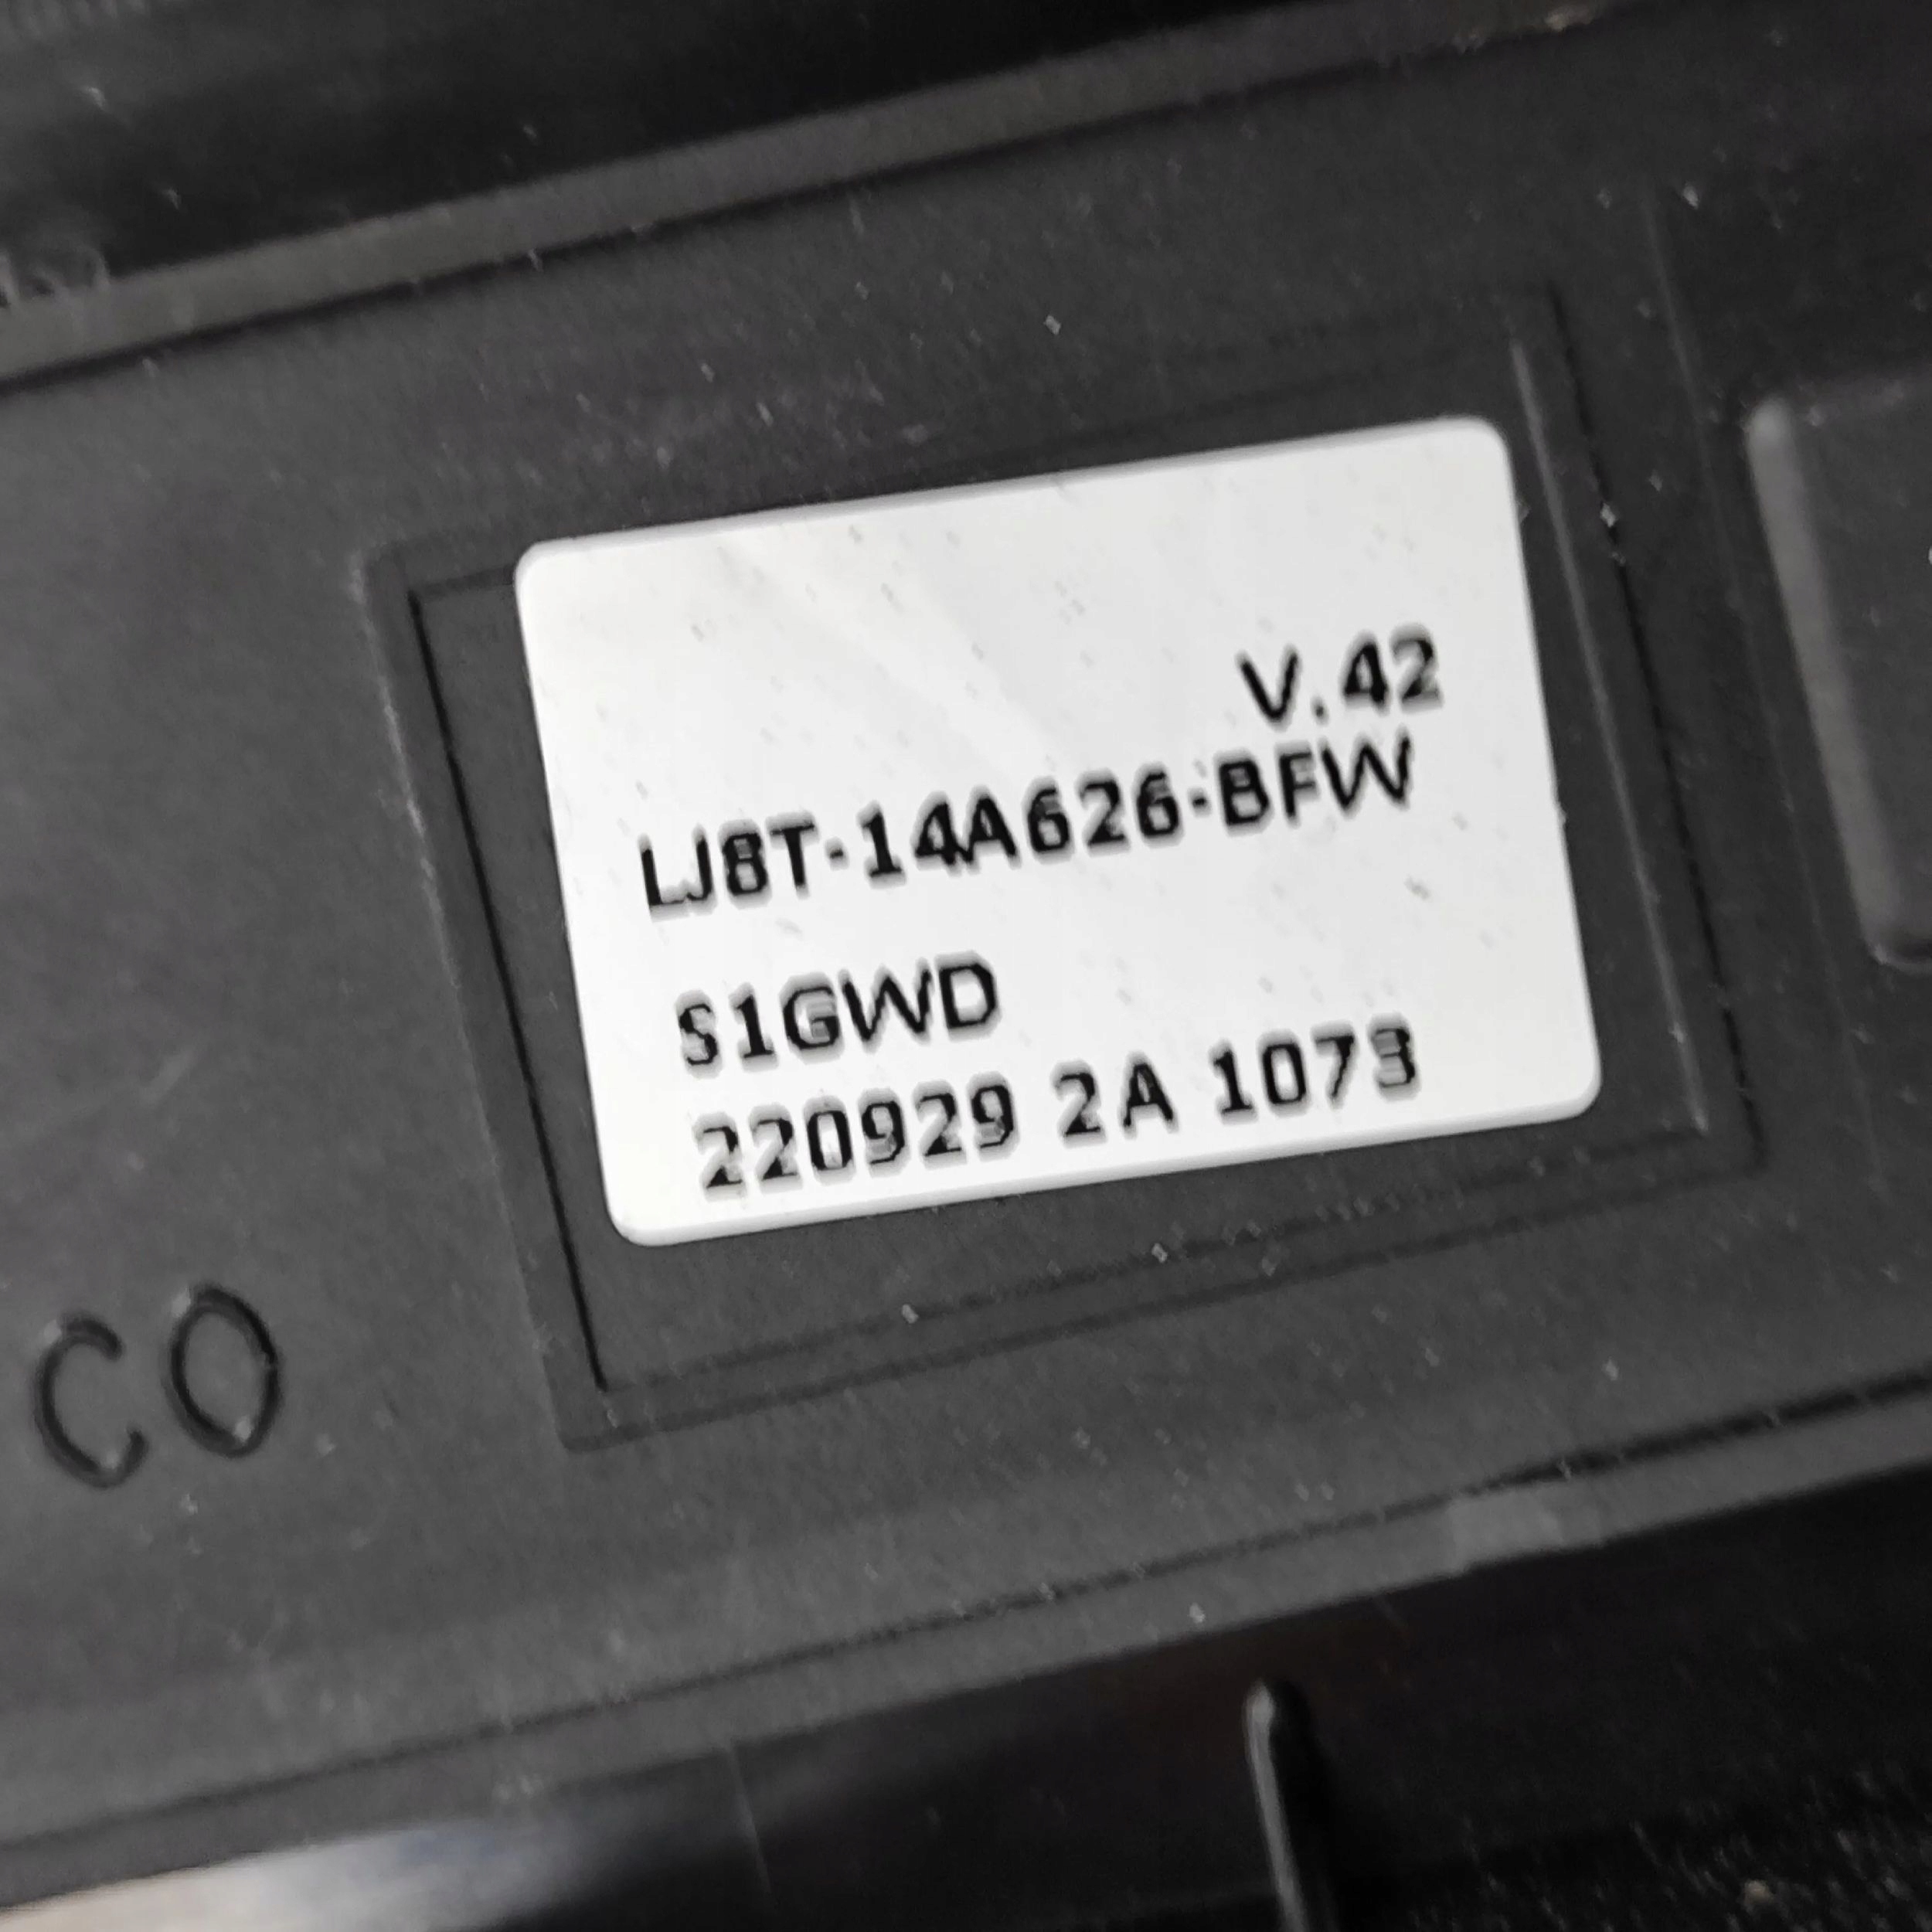 V.42
LJ8T-14A626-BFW
S1GWD
220929 2A 1073
CO